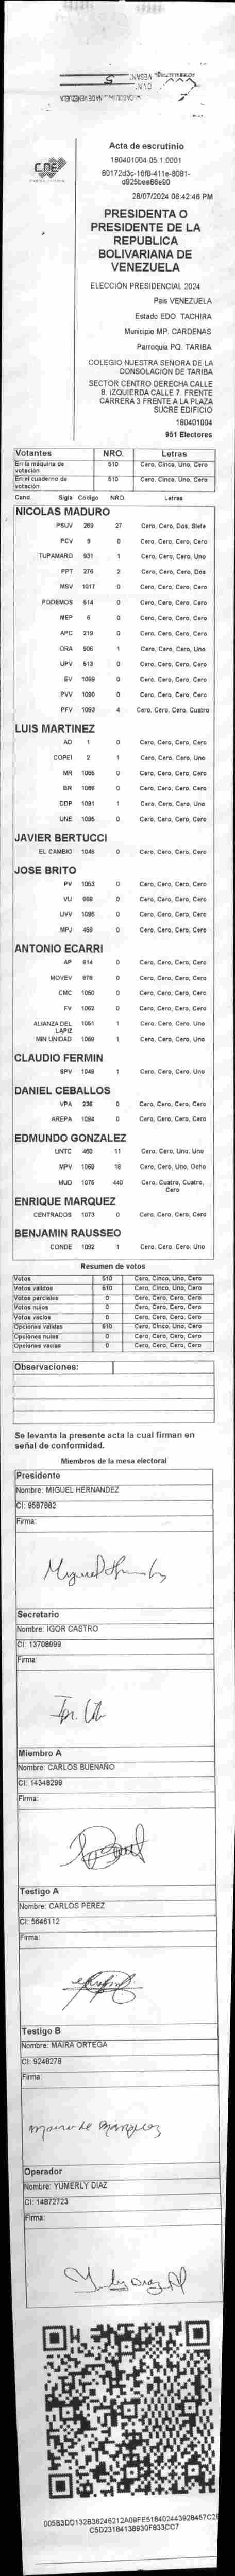 CNE
Acta de escrutinio
180401004.05.1.0001
80172d3c-16f8-411e-8081-
d925bee86e90
28/07/2024 06:42:46 PM
PRESIDENTA O
PRESIDENTE DE LA
REPUBLICA
BOLIVARIANA DE
VENEZUELA
ELECCIÓN PRESIDENCIAL 2024
Pais VENEZUELA
Estado EDO. TACHIRA
Municipio MP. CARDENAS
Parroquia PQ. TARIBA
COLEGIO NUESTRA SENORA DE LA
CONSOLACION DE TARIBA
SECTOR CENTRO DERECHA CALLE
8. IZQUIERDA CALLE 7. FRENTE
CARRERA 3 FRENTE A LA PLAZA
SUCRE EDIFICIO
180401004
951 Electores
Votantes NRO. Letras
En la máquina de votación 510 Cero, Cinco, Uno, Cero
En el cuaderno de votación 510 Cero, Cinco, Uno, Cero
Cand. Sigla Código NRO. Letras
NICOLAS MADURO
PSUV 269 27 Cero, Cero, Dos, Siete
PCV 9 0 Cero, Cero, Cero, Cero
TUPAMARO 931 1 Cero, Cero, Cero, Uno
PPT 276 2 Cero, Cero, Cero, Dos
MSV 1017 0 Cero, Cero, Cero, Cero
PODEMOS 514 0 Cero, Cero, Cero, Cero
MEP 6 0 Cero, Cero, Cero, Cero
APC 219 0 Cero, Cero, Cero, Cero
ORA 906 1 Cero, Cero, Cero, Uno
UPV 513 0 Cero, Cero, Cero, Cero
EV 1009 0 Cero, Cero, Cero, Cero
PVV 1090 0 Cero, Cero, Cero, Cero
PFV 1093 4 Cero, Cero, Cero, Cuatro
LUIS MARTINEZ
AD 1 0 Cero, Cero, Cero, Cero
COPEI 2 1 Cero, Cero, Cero, Uno
MR 1065 0 Cero, Cero, Cero, Cero
BR 1066 0 Cero, Cero, Cero, Cero
DDP 1091 1 Cero, Cero, Cero, Uno
UNE 1095 0 Cero, Cero, Cero, Cero
JAVIER BERTUCCI
EL CAMBIO 1049 0 Cero, Cero, Cero, Cero
JOSE BRITO
PV 1053 0 Cero, Cero, Cero, Cero
VU 868 0 Cero, Cero, Cero, Cero
UVV 1096 0 Cero, Cero, Cero, Cero
MPJ 459 0 Cero, Cero, Cero, Cero
ANTONIO ECARRI
AP 814 0 Cero, Cero, Cero, Cero
MOVEV 879 0 Cero, Cero, Cero, Cero
CMC 1050 0 Cero, Cero, Cero, Cero
FV 1062 0 Cero, Cero, Cero, Cero
ALIANZA DEL LAPIZ 1051 1 Cero, Cero, Cero, Uno
MIN UNIDAD 1069 1 Cero, Cero, Cero, Uno
CLAUDIO FERMIN
SPV 1048 1 Cero, Cero, Cero, Uno
DANIEL CEBALLOS
VPA 236 0 Cero, Cero, Cero, Cero
AREPA 1094 0 Cero, Cero, Cero, Cero
EDMUNDO GONZALEZ
UNTC 460 11 Cero, Cero, Uno, Uno
MPV 1069 18 Cero, Cero, Uno, Ocho
MUD 1076 440 Cero, Cuatro, Cuatro,
Cero
ENRIQUE MARQUEZ
CENTRADOS 1073 0 Cero, Cero, Cero, Cero
BENJAMIN RAUSSEO
CONDE 1092 1 Cero, Cero, Cero, Uno
Resumen de votos
Votos 510 Cero, Cinco, Uno, Cero
Votos validos 510 Cero, Cinco, Uno, Cero
Votos parciales 0 Cero, Cero, Cero, Cero
Votos nulos 0 Cero, Cero, Cero, Cero
Votos vacios 0 Cero, Cero, Cero, Cero
Opciones validas 510 Cero, Cinco, Uno, Cero
Opciones nulas 0 Cero, Cero, Cero, Cero
Opciones vacias 0 Cero, Cero, Cero, Cero
Observaciones:
Se levanta la presente acta la cual firman en
señal de conformidad.
Miembros de la mesa electoral
Presidente
Nombre: MIGUEL HERNANDEZ
CI: 9587882
Firma:
Secretario
Nombre: IGOR CASTRO
CI: 13708999
Firma:
Miembro A
Nombre: CARLOS BUENANO
CI: 14348299
Firma:
Testigo A
Nombre: CARLOS PEREZ
CI: 5646112
Firma:
Testigo B
Nombre: MAIRA ORTEGA
CI: 9248278
Firma:
Operador
Nombre: YUMERLY DIAZ
CI: 14872723
Firma:
005B3DD132B36246212A09FE518402443928457C2
C5D23184138930F833CC7